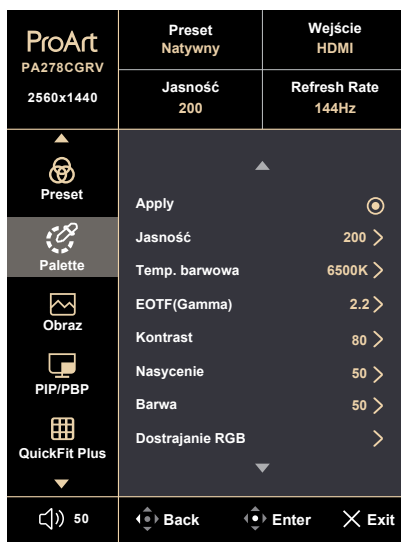 ProArt
PA278CGRV
2560x1440
Preset
Natywny
Wejście
HDMI
Jasność
200
Refresh Rate
144Hz
Preset
Palette
Obraz
PIP/PBP
QuickFit Plus
Apply
Jasność 200
Temp. barwowa 6500K
EOTF(Gamma) 2.2
Kontrast 80
Nasycenie 50
Barwa 50
Dostrajanie RGB
50 Back Enter Exit